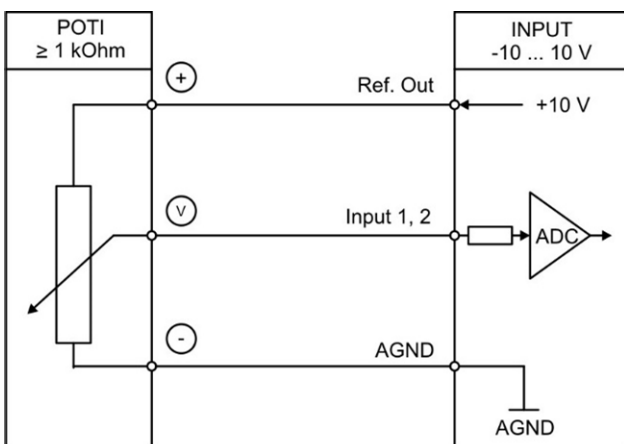 POTI
≥ 1 kOhm
INPUT
-10 ... 10 V
+
Ref. Out
+10 V
V
Input 1, 2
ADC
-
AGND
AGND